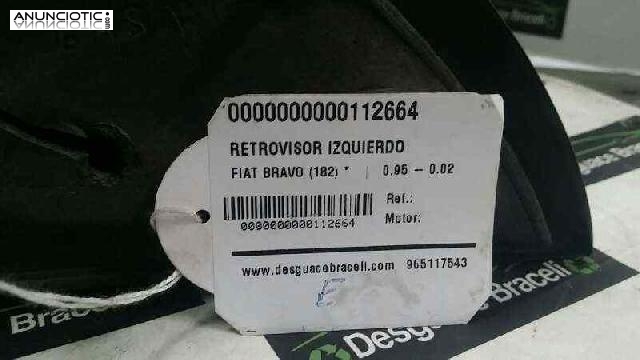 ANUNCIOTIC
0000000000112664
RETROVISOR IZQUIERDO
FIAT BRAVO (182) * | 0.95 – 0.02
Ref.:
Motor:
0000000000112664
www.desguacebraceli.com 965117543
E
Braceli
Desguace Braceli